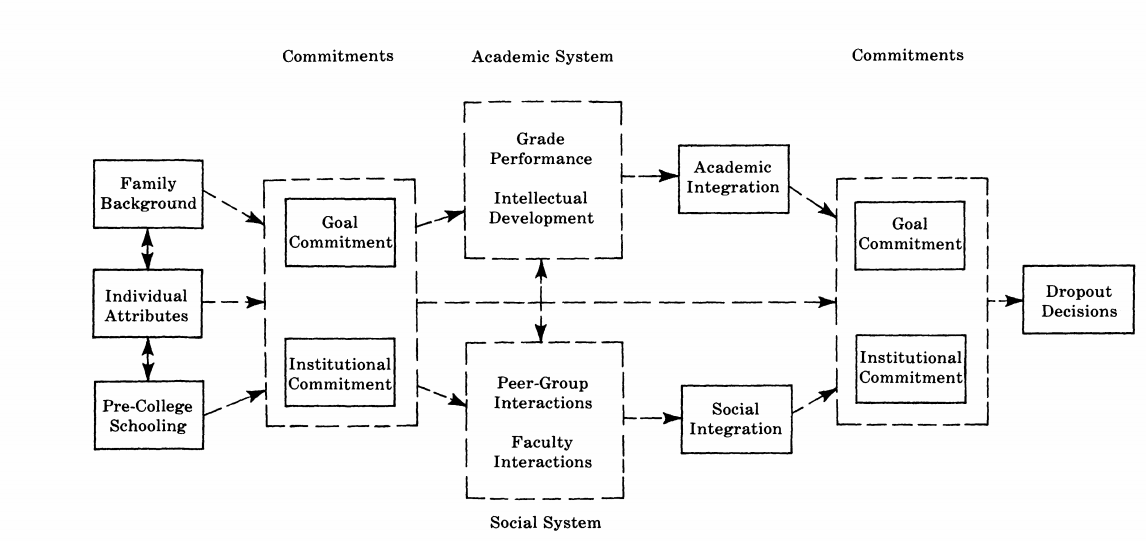 Commitments
Academic System
Commitments
Grade
Performance
Intellectual
Development
Academic
Integration
Family
Background
Goal
Commitment
Goal
Commitment
Individual
Attributes
Dropout
Decisions
Institutional
Commitment
Institutional
Commitment
Pre-College
Schooling
Peer-Group
Interactions
Faculty
Interactions
Social
Integration
Social System